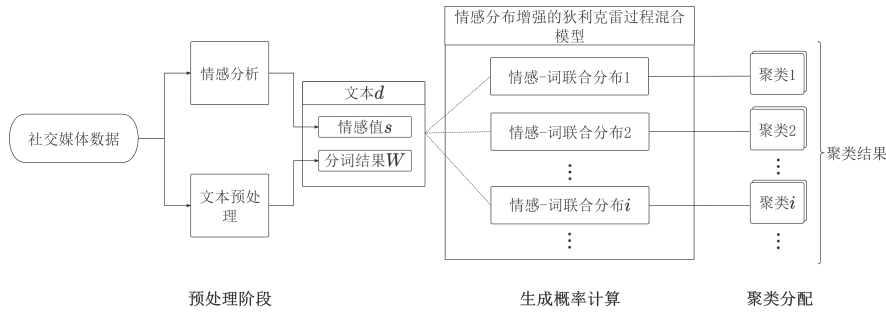 情感分布增强的狄利克雷过程混合
模型
情感分析
社交媒体数据
文本预处
理
文本d
情感值s
分词结果W
情感-词联合分布1
情感-词联合分布2
⋮
情感-词联合分布i
⋮
聚类1
聚类2
⋮
聚类i
⋮
聚类结果
预处理阶段
生成概率计算
聚类分配